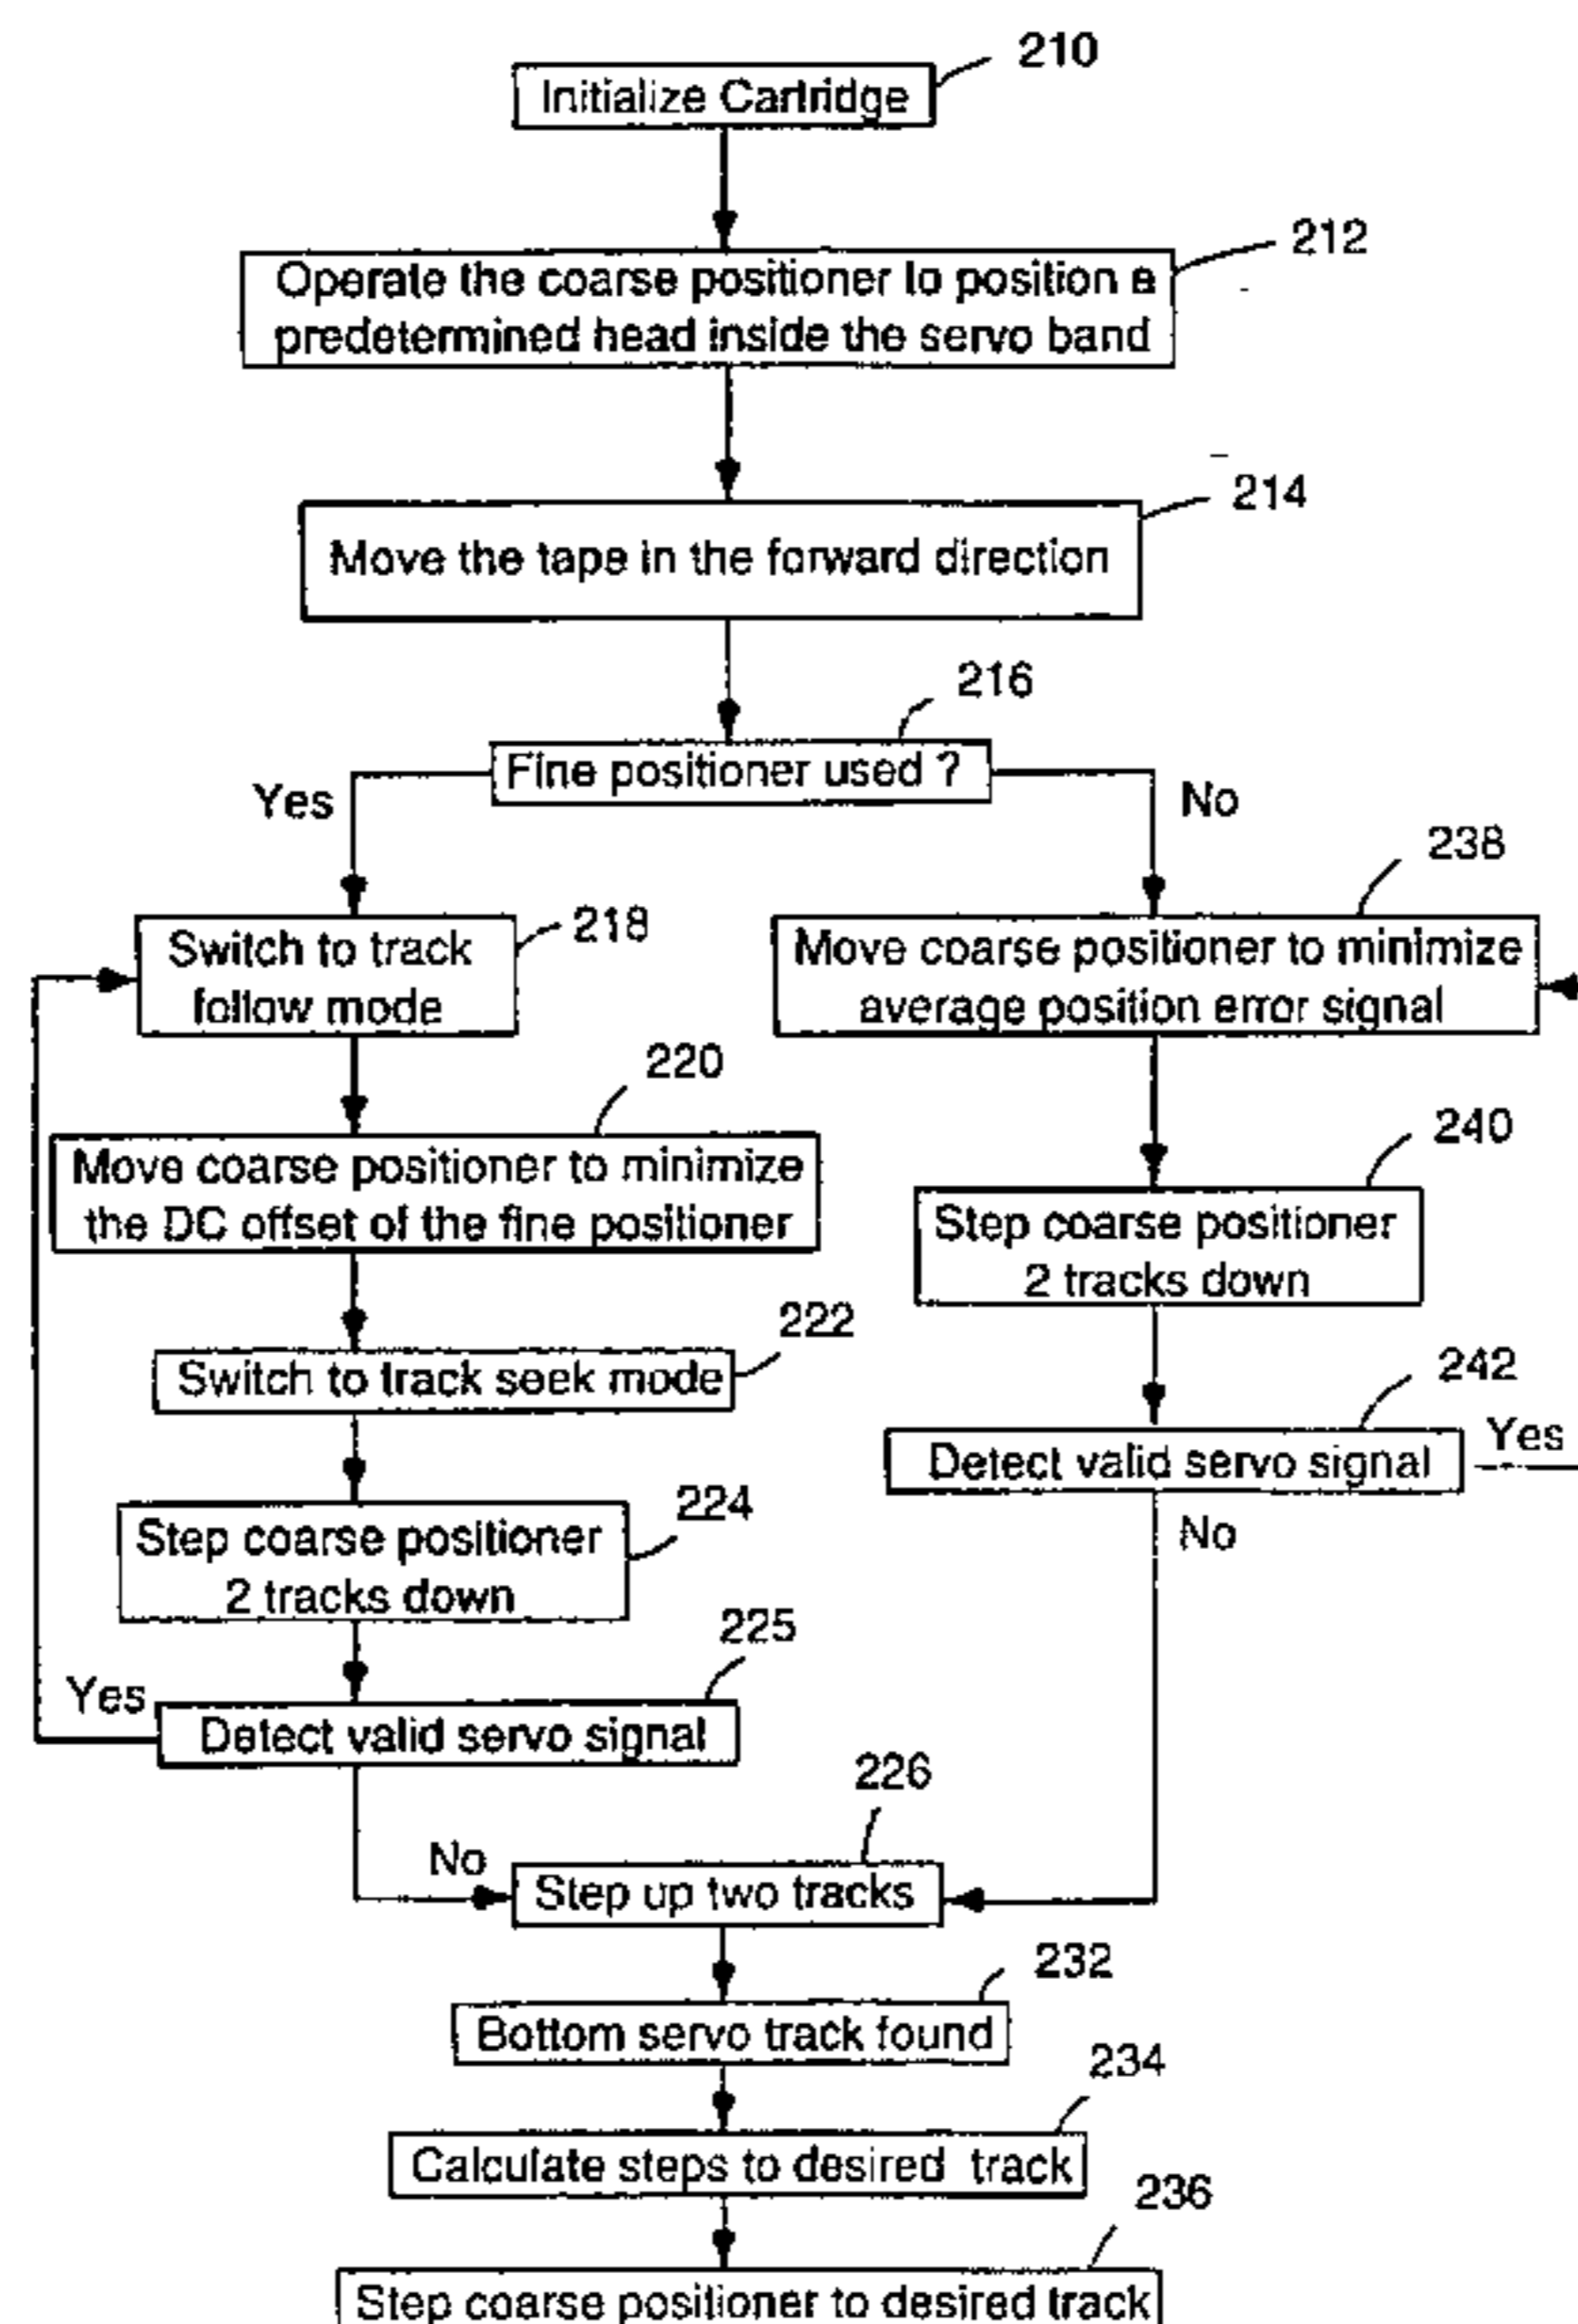 210
Initialize Cartridge
212
Operate the coarse positioner to position a
predetermined head inside the servo band
214
Move the tape in the forward direction
216
Fine positioner used ?
Yes
No
238
218
Switch to track
follow mode
Move coarse positioner to minimize
average position error signal
220
Move coarse positioner to minimize
the DC offset of the fine positioner
240
Step coarse positioner
2 tracks down
222
Switch to track seek mode
242
Detect valid servo signal
Yes
No
224
Step coarse positioner
2 tracks down
225
Yes
Detect valid servo signal
226
No
Step up two tracks
232
Bottom servo track found
234
Calculate steps to desired track
236
Step coarse positioner to desired track